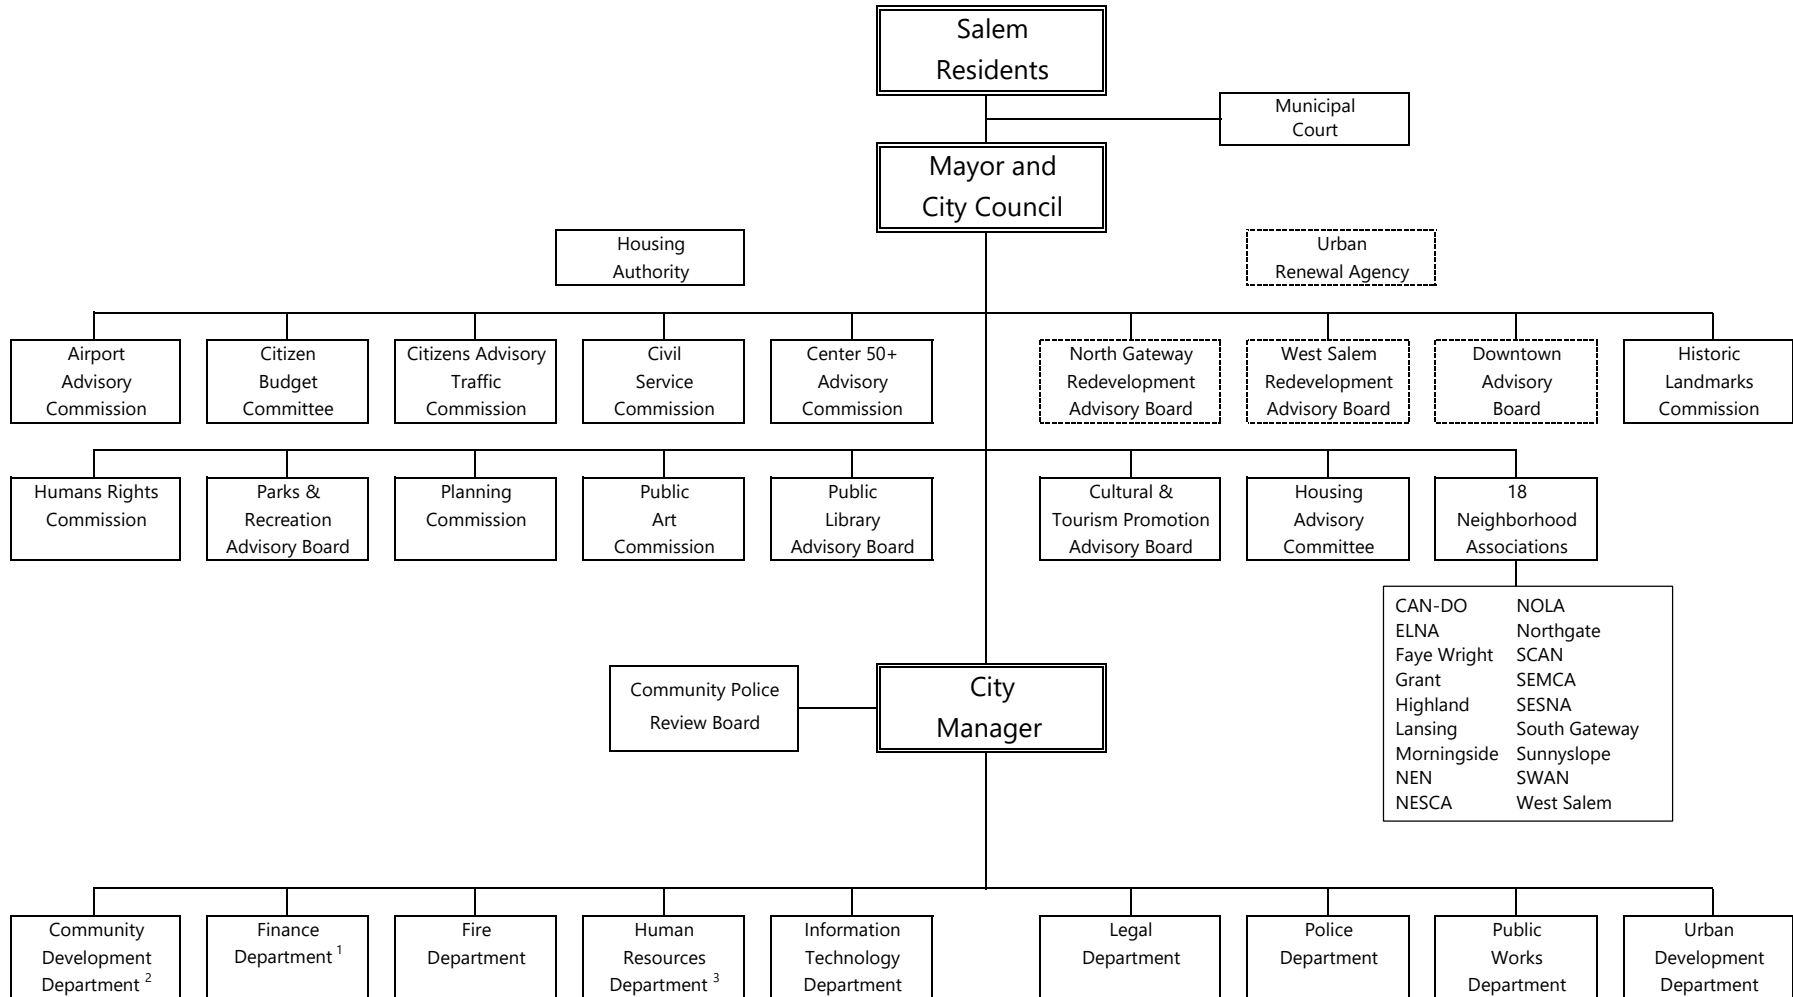 Salem
Residents
Municipal
Court
Mayor and
City Council
Housing
Authority
Urban
Renewal Agency
Airport
Advisory
Commission
Citizen
Budget
Committee
Citizens Advisory
Traffic
Commission
Civil
Service
Commission
Center 50+
Advisory
Commission
North Gateway
Redevelopment
Advisory Board
West Salem
Redevelopment
Advisory Board
Downtown
Advisory
Board
Historic
Landmarks
Commission
Humans Rights
Commission
Parks &
Recreation
Advisory Board
Planning
Commission
Public
Art
Commission
Public
Library
Advisory Board
Cultural &
Tourism Promotion
Advisory Board
Housing
Advisory
Committee
18
Neighborhood
Associations
CAN-DO
ELNA
Faye Wright
Grant
Highland
Lansing
Morningside
NEN
NESCA
NOLA
Northgate
SCAN
SEMCA
SESNA
South Gateway
Sunnyslope
SWAN
West Salem
Community Police
Review Board
City
Manager
Community
Development
Department 2
Finance
Department 1
Fire
Department
Human
Resources
Department 3
Information
Technology
Department
Legal
Department
Police
Department
Public
Works
Department
Urban
Development
Department